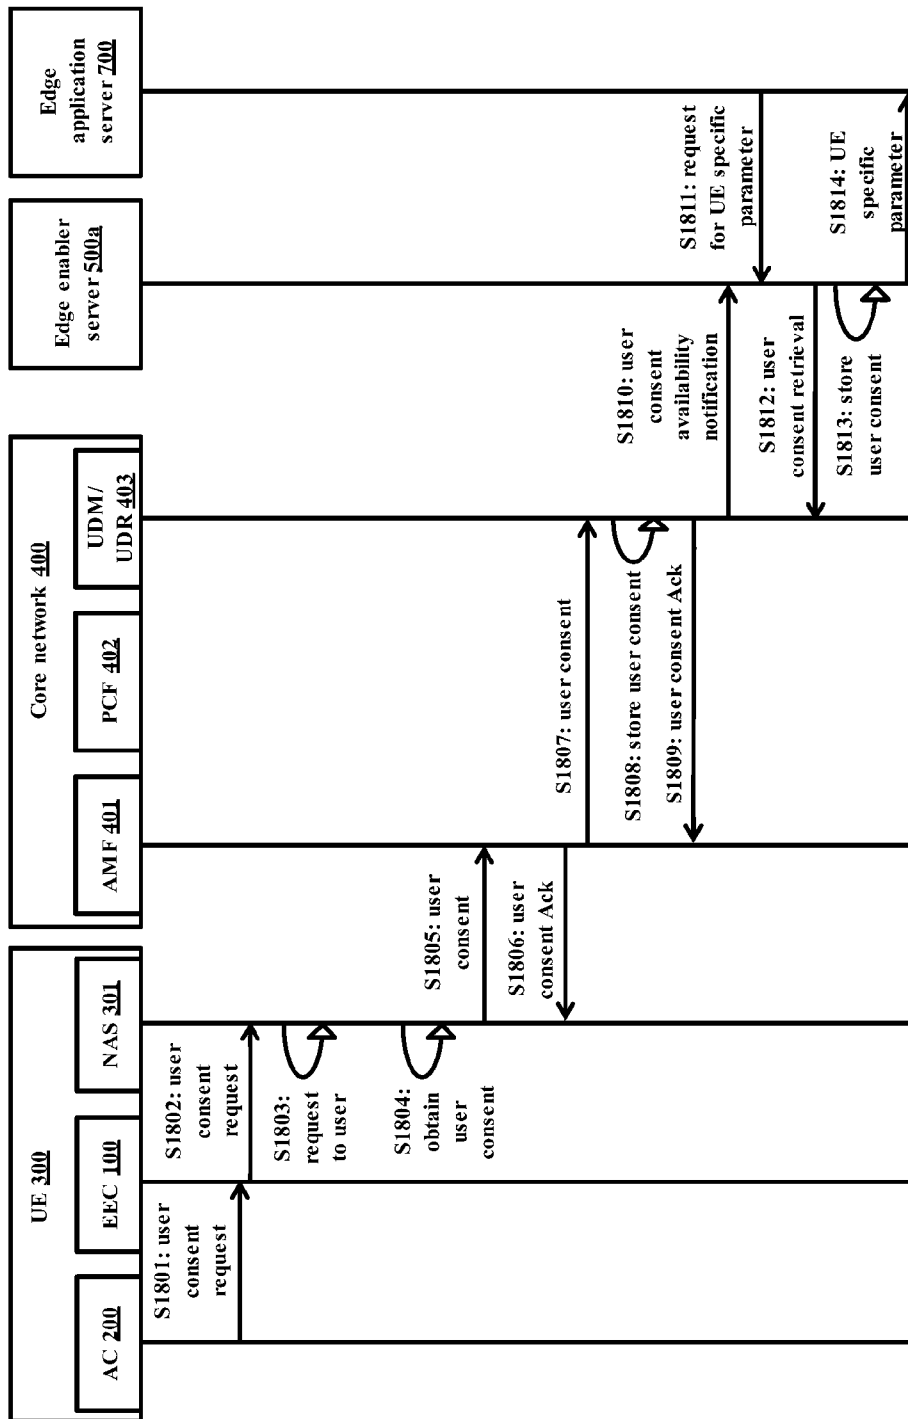 UE 300
AC 200
EEC 100
NAS 301
Core network 400
AMF 401
PCF 402
UDM/
UDR 403
Edge enabler
server 500a
Edge
application
server 700
S1801: user
consent
request
S1802: user
consent
request
S1803:
request
to user
S1804:
obtain
user
consent
S1805: user
consent
S1806: user
consent Ack
S1807: user consent
S1808: store user consent
S1809: user consent Ack
S1810: user
consent
availability
notification
S1811: request
for UE specific
parameter
S1812: user
consent retrieval
S1813: store
user consent
S1814: UE
specific
parameter